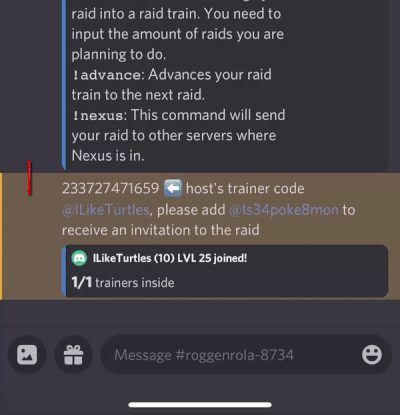 raid into a raid train. You need to
input the amount of raids you are
planning to do.
!advance: Advances your raid
train to the next raid.
!nexus: This command will send
your raid to other servers where
Nexus is in.
233727471659 ⬅️ host's trainer code
@ILikeTurtles, please add @ls34poke8mon to
receive an invitation to the raid
ILikeTurtles (10) LVL 25 joined!
1/1 trainers inside
Message #roggenrola-8734